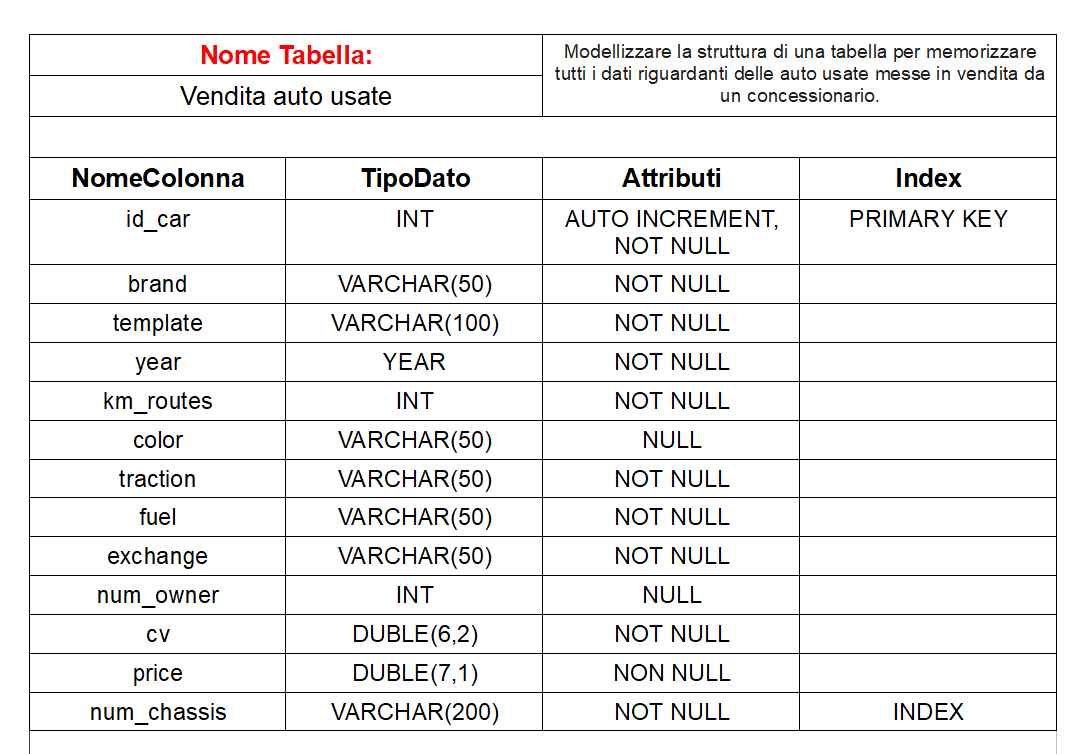 Nome Tabella:
Vendita auto usate
Modellizzare la struttura di una tabella per memorizzare
tutti i dati riguardanti delle auto usate messe in vendita da
un concessionario.
NomeColonna TipoDato Attributi Index
id_car INT AUTO INCREMENT, PRIMARY KEY
NOT NULL
brand VARCHAR(50) NOT NULL
template VARCHAR(100) NOT NULL
year YEAR NOT NULL
km_routes INT NOT NULL
color VARCHAR(50) NULL
traction VARCHAR(50) NOT NULL
fuel VARCHAR(50) NOT NULL
exchange VARCHAR(50) NOT NULL
num_owner INT NULL
cv DUBLE(6,2) NOT NULL
price DUBLE(7,1) NON NULL
num_chassis VARCHAR(200) NOT NULL INDEX